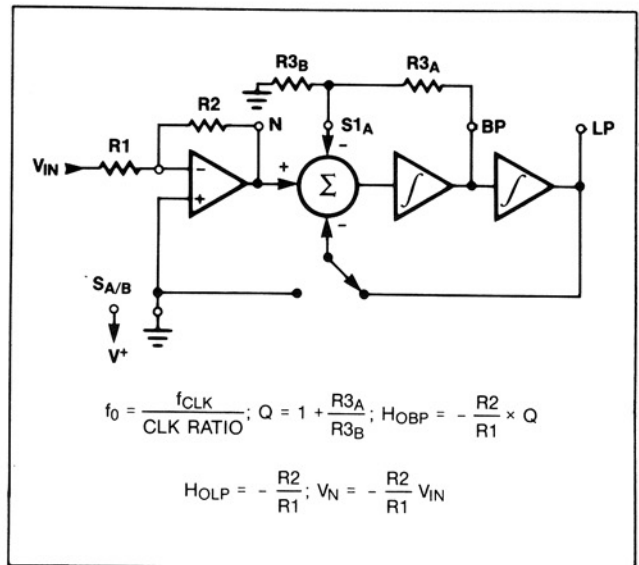 R3B R3A
R2 N S1A BP LP
VIN R1 − + − + Σ − ∫ ∫
SA/B
V+
f0 = fCLK / CLK RATIO; Q = 1 + R3A / R3B; HOBP = − R2 / R1 × Q
HOLP = − R2 / R1; VN = − R2 / R1 VIN